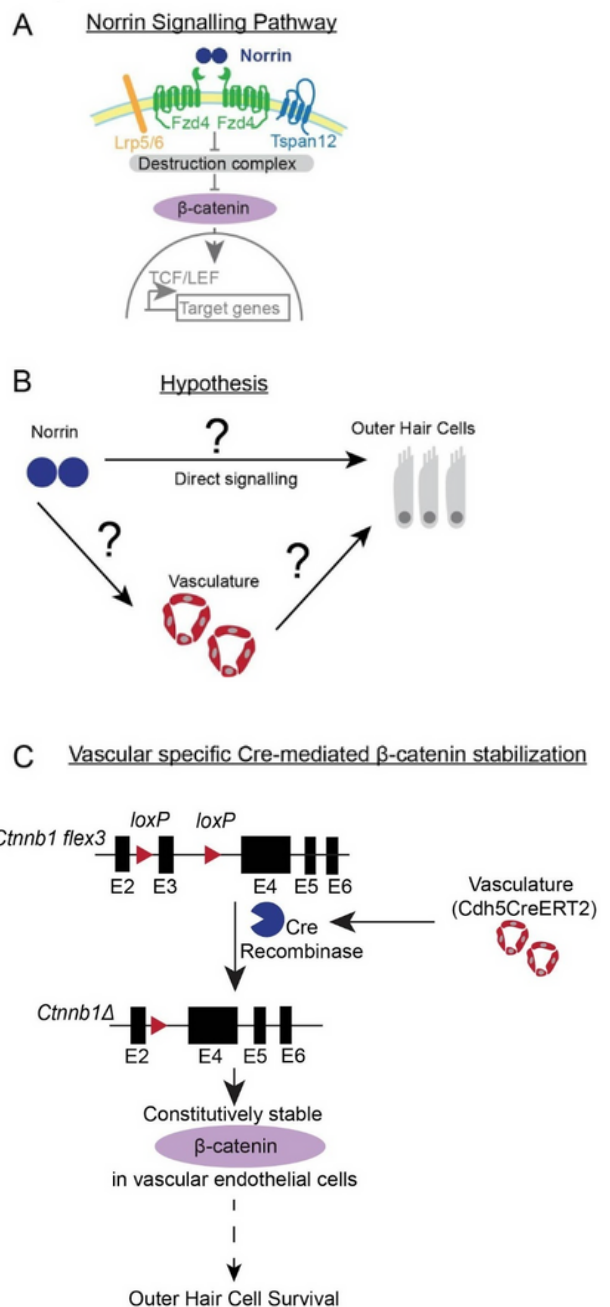 A
Norrin Signalling Pathway
Norrin
Fzd4 Fzd4
Lrp5/6
Tspan12
Destruction complex
β-catenin
TCF/LEF
Target genes
B
Hypothesis
Norrin
?
Outer Hair Cells
Direct signalling
?
?
Vasculature
C
Vascular specific Cre-mediated β-catenin stabilization
loxP loxP
Ctnnb1 flex3
E2 E3 E4 E5 E6
Vasculature
(Cdh5CreERT2)
Cre
Recombinase
Ctnnb1Δ
E2 E4 E5 E6
Constitutively stable
β-catenin
in vascular endothelial cells
Outer Hair Cell Survival